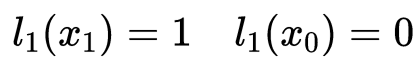 l₁(x₁) = 1 l₁(x₀) = 0